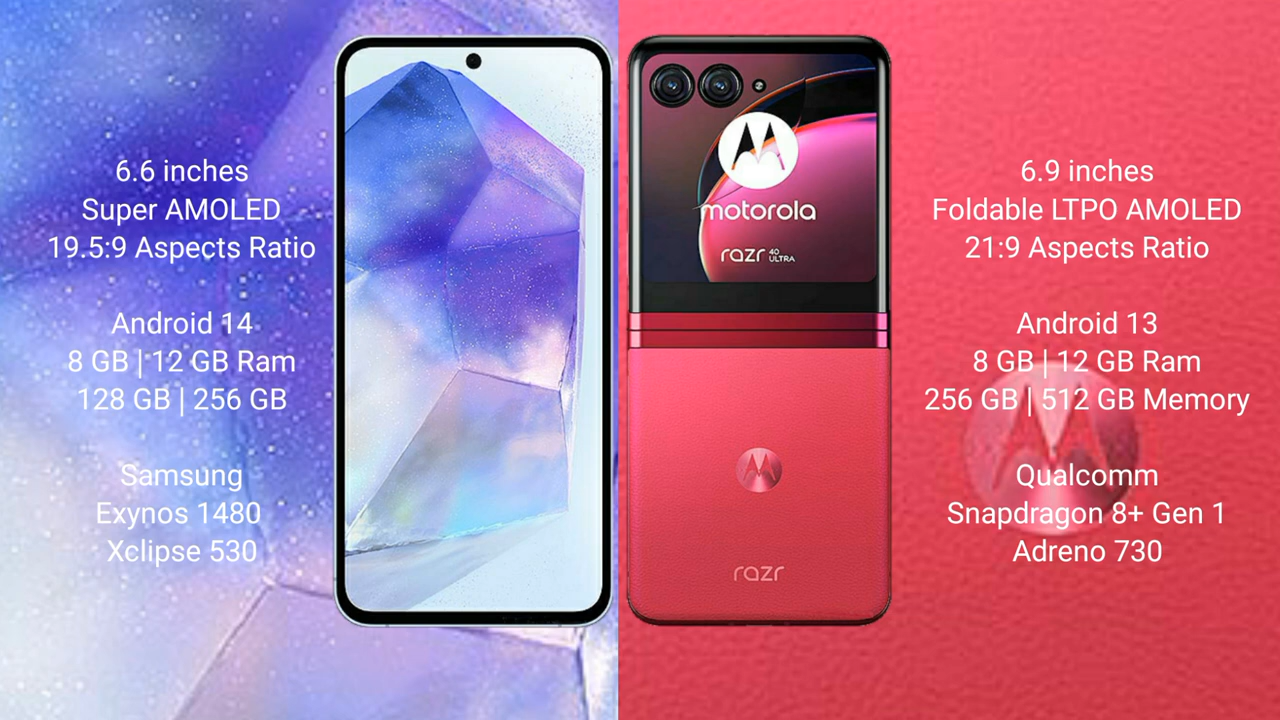 6.6 inches
Super AMOLED
19.5:9 Aspects Ratio
Android 14
8 GB | 12 GB Ram
128 GB | 256 GB
Samsung
Exynos 1480
Xclipse 530
motorola
razr 40 ULTRA
razr
6.9 inches
Foldable LTPO AMOLED
21:9 Aspects Ratio
Android 13
8 GB | 12 GB Ram
256 GB | 512 GB Memory
Qualcomm
Snapdragon 8+ Gen 1
Adreno 730